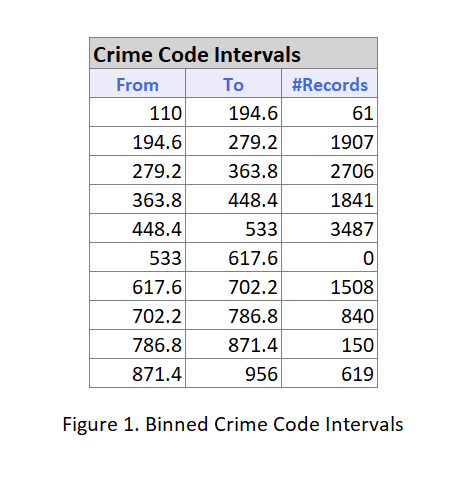 Crime Code Intervals
From To #Records
110 194.6 61
194.6 279.2 1907
279.2 363.8 2706
363.8 448.4 1841
448.4 533 3487
533 617.6 0
617.6 702.2 1508
702.2 786.8 840
786.8 871.4 150
871.4 956 619
Figure 1. Binned Crime Code Intervals